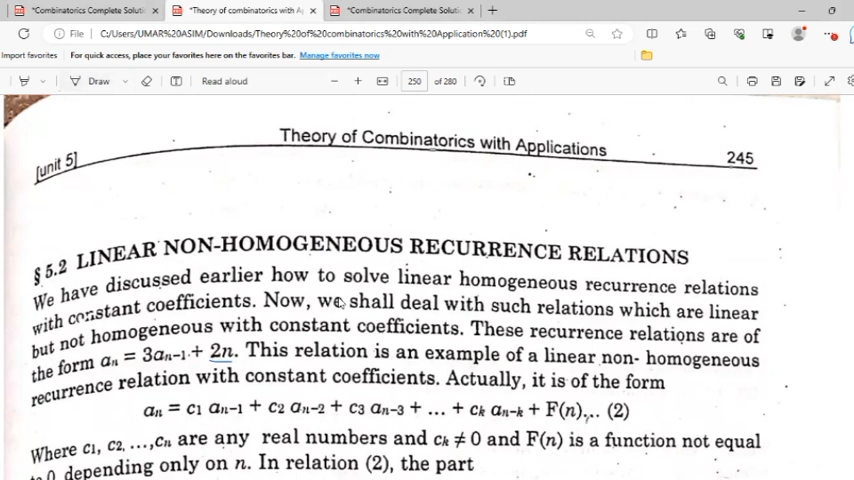 *Combinatorics Complete Soluti
*Theory of combinatorics with A
*Combinatorics Complete Soluti
File
C:/Users/UMAR%20ASIM/Downloads/Theory%20of%20combinatorics%20with%20Application%20(1).pdf
Import favorites
For quick access, place your favorites here on the favorites bar. Manage favorites now
Draw
Read aloud
250 of 280
Theory of Combinatorics with Applications
[unit 5]
245
§ 5.2 LINEAR NON-HOMOGENEOUS RECURRENCE RELATIONS
We have discussed earlier how to solve linear homogeneous recurrence relations
with constant coefficients. Now, we shall deal with such relations which are linear
but not homogeneous with constant coefficients. These recurrence relations are of
the form aₙ = 3aₙ₋₁ + 2n. This relation is an example of a linear non- homogeneous
recurrence relation with constant coefficients. Actually, it is of the form
aₙ = c₁ aₙ₋₁ + c₂ aₙ₋₂ + c₃ aₙ₋₃ + ... + cₖ aₙ₋ₖ + F(n)... (2)
Where c₁, c₂, ...,cₙ are any real numbers and cₖ ≠ 0 and F(n) is a function not equal
to 0, depending only on n. In relation (2), the part